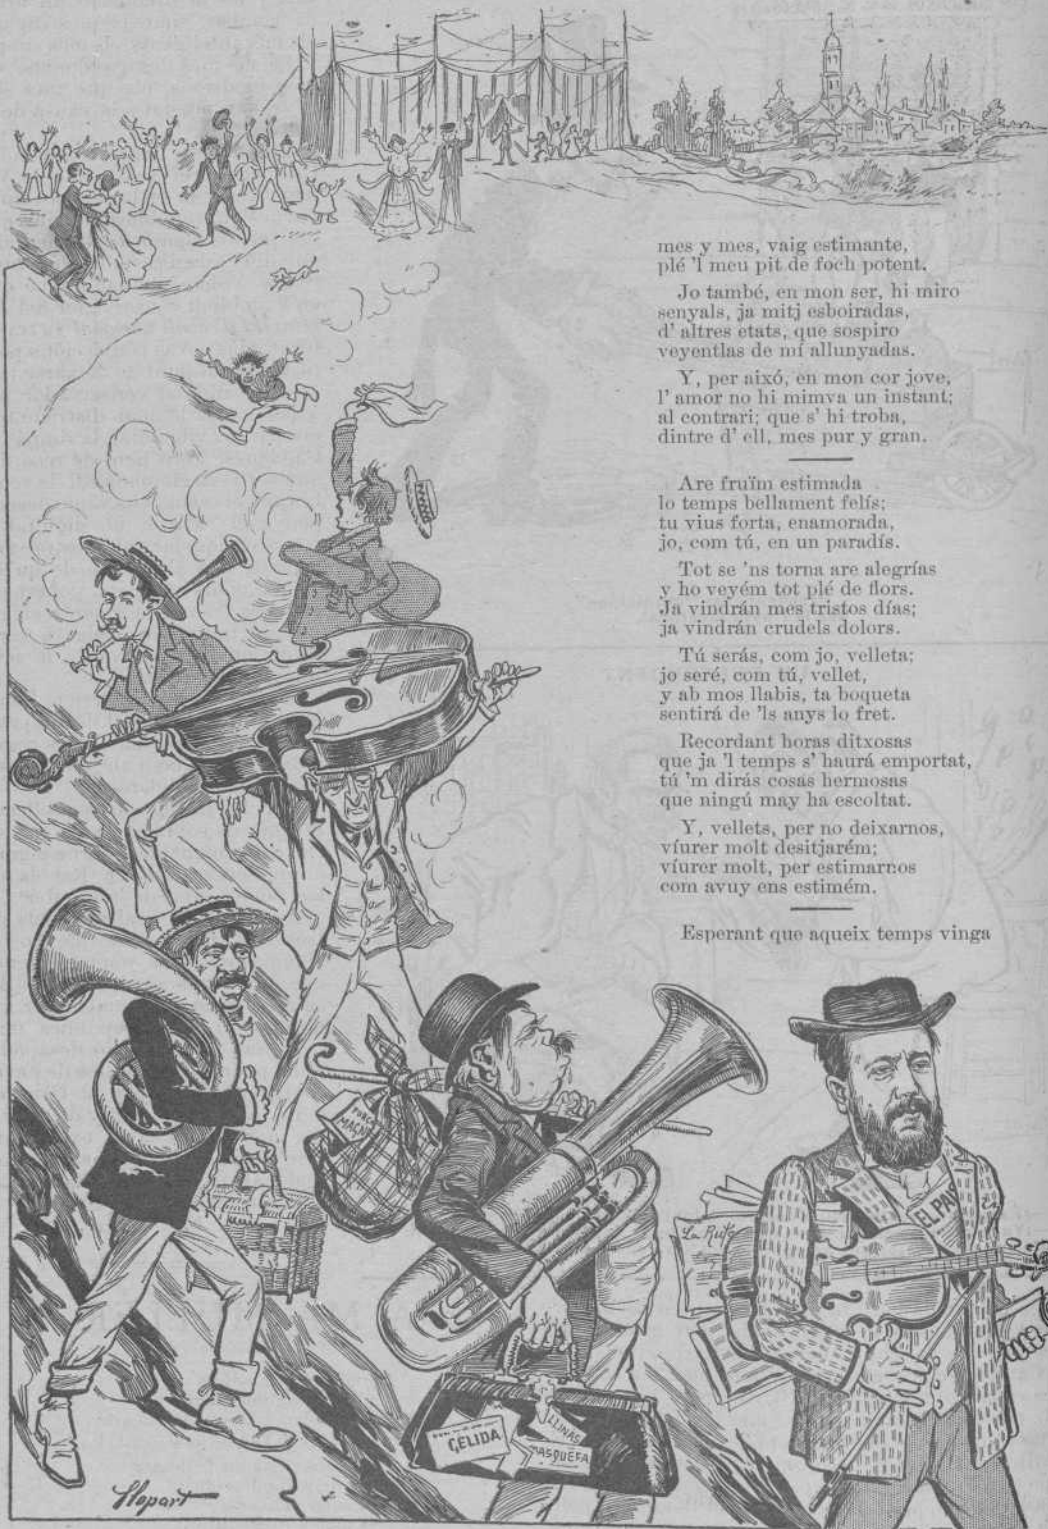 mes y mes, vaig estimante,
plé 'l meu pit de foch potent.
Jo també, en mon ser, hi miro
senyals, ja mitj esboiradas,
d' altres etats, que sospiro
veyentlas de mí allunyadas.
Y, per aixó, en mon cor jove,
l' amor no hi mimva un instant;
al contrari; que s' hi troba,
dintre d' ell, mes pur y gran.
Are fruïm estimada
lo temps bellament felís;
tu vius forta, enamorada,
jo, com tú, en un paradís.
Tot se 'ns torna are alegrías
y ho veyém tot plé de flors.
Ja vindrán mes tristos días;
ja vindrán crudels dolors.
Tú serás, com jo, velleta;
jo seré, com tú, vellet,
y ab mos llabis, ta boqueta
sentirá de 'ls anys lo fret.
Recordant horas ditxosas
que ja 'l temps s' haurá emportat,
tú 'm dirás cosas hermosas
que ningú may ha escoltat.
Y, vellets, per no deixarnos,
víurer molt desitjarém;
víurer molt, per estimarnos
com avuy ens estimém.
Esperant que aqueix temps vinga
La
EL
GELIDA
LLINAS
MASQUEFA
Llopart